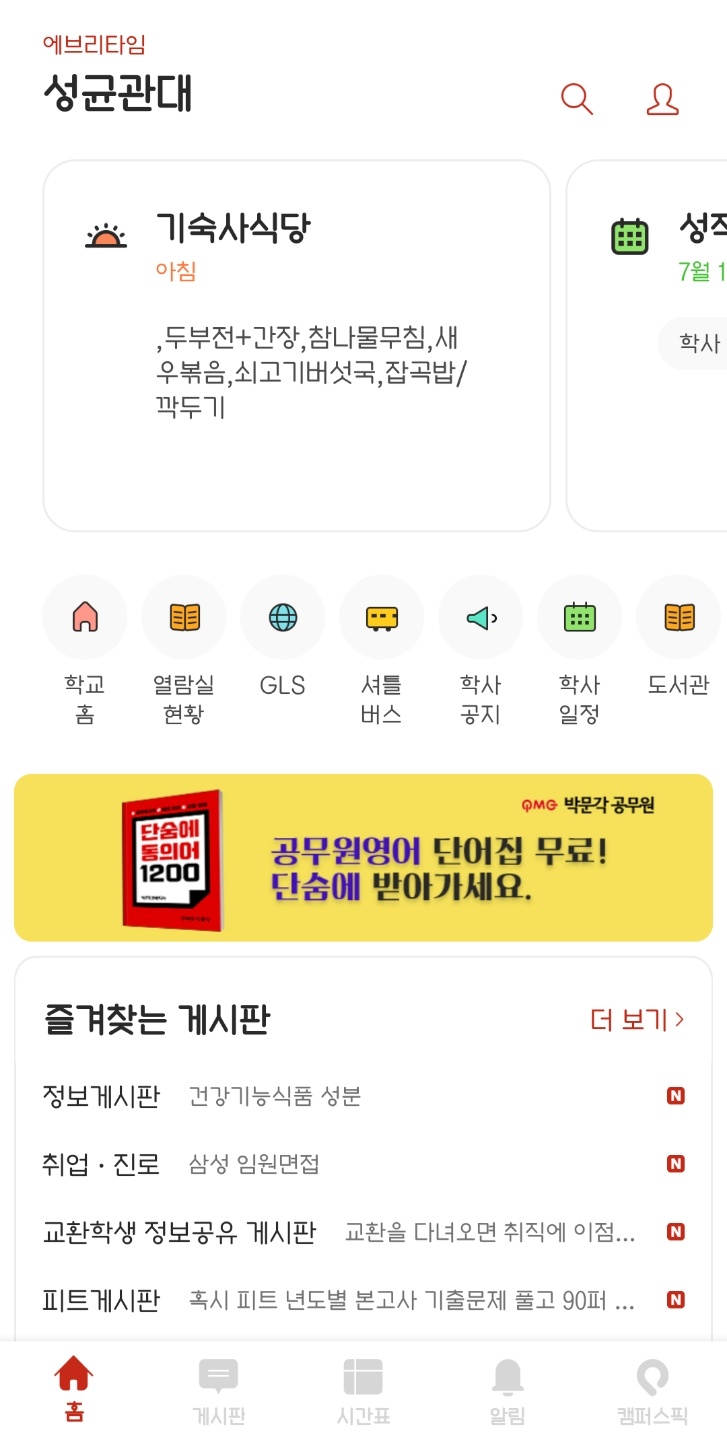 에브리타임
성균관대
기숙사식당
아침
,두부전+간장,참나물무침,새
우볶음,쇠고기버섯국,잡곡밥/
깍두기
7월 1
학사
학교
홈
열람실
현황
GLS
셔틀
버스
학사
공지
학사
일정
도서관
단숨에
동의어
1200
PMG 박문각 공무원
공무원영어 단어집 무료!
단숨에 받아가세요.
즐겨찾는 게시판
더 보기 >
정보게시판 건강기능식품 성분 N
취업 · 진로 삼성 임원면접 N
교환학생 정보공유 게시판 교환을 다녀오면 취직에 이점... N
피트게시판 혹시 피트 년도별 본고사 기출문제 풀고 90퍼 ... N
홈
게시판
시간표
알림
캠퍼스픽